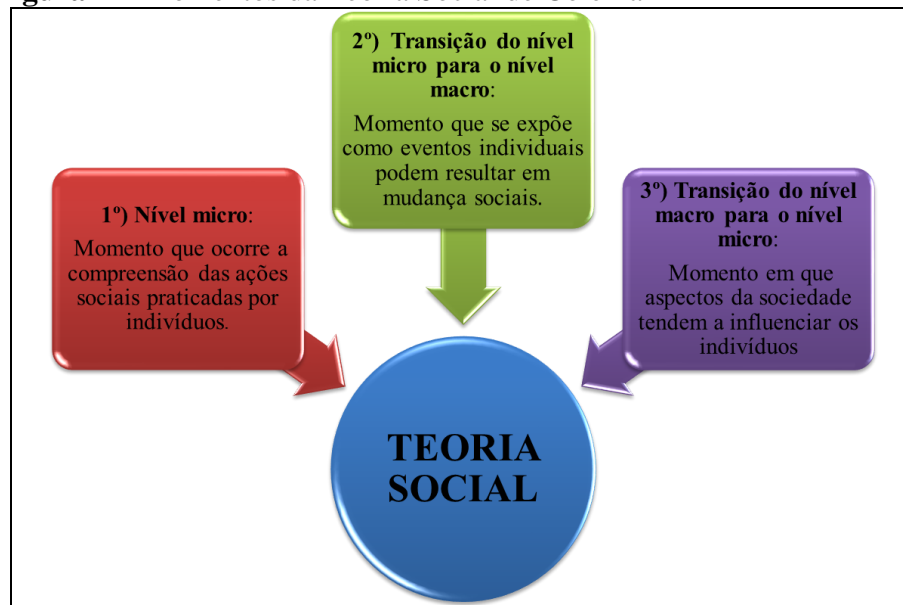 1º) Nível micro:
Momento que ocorre a
compreensão das ações
sociais praticadas por
indivíduos.
2º) Transição do nível
micro para o nível
macro:
Momento que se expõe
como eventos individuais
podem resultar em
mudança sociais.
3º) Transição do nível
macro para o nível
micro:
Momento em que
aspectos da sociedade
tendem a influenciar os
indivíduos
TEORIA
SOCIAL